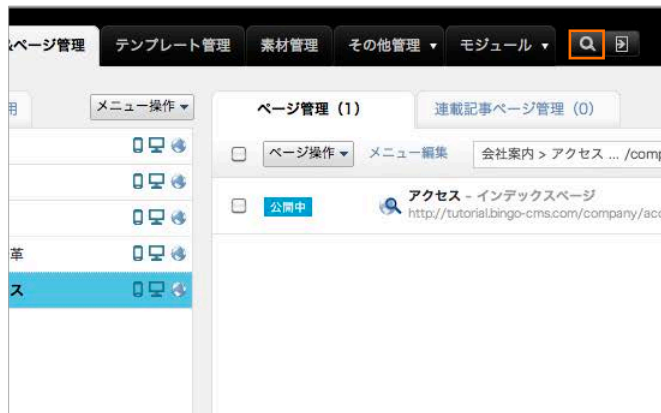 ページ管理 テンプレート管理 素材管理 その他管理 ▼ モジュール ▼
用 メニュー操作 ▼ ページ管理（1） 連載記事ページ管理（0）
ページ操作 ▼ メニュー編集 会社案内 > アクセス ... /comp
公開中 アクセス - インデックスページ
http://tutorial.bingo-cms.com/company/acc
革
ス